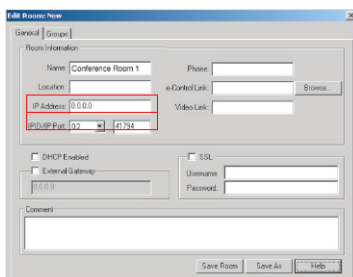 Edit Room: New
General Groups
Room Information
Name: Conference Room 1 Phone:
Location: e-Control Link: Browse...
IP Address: 0.0.0.0 Video Link:
IPID/IP Port: 02 41794
DHCP Enabled SSL
External Gateway Username:
0.0.0.0 Password:
Comment
Save Room Save As Help